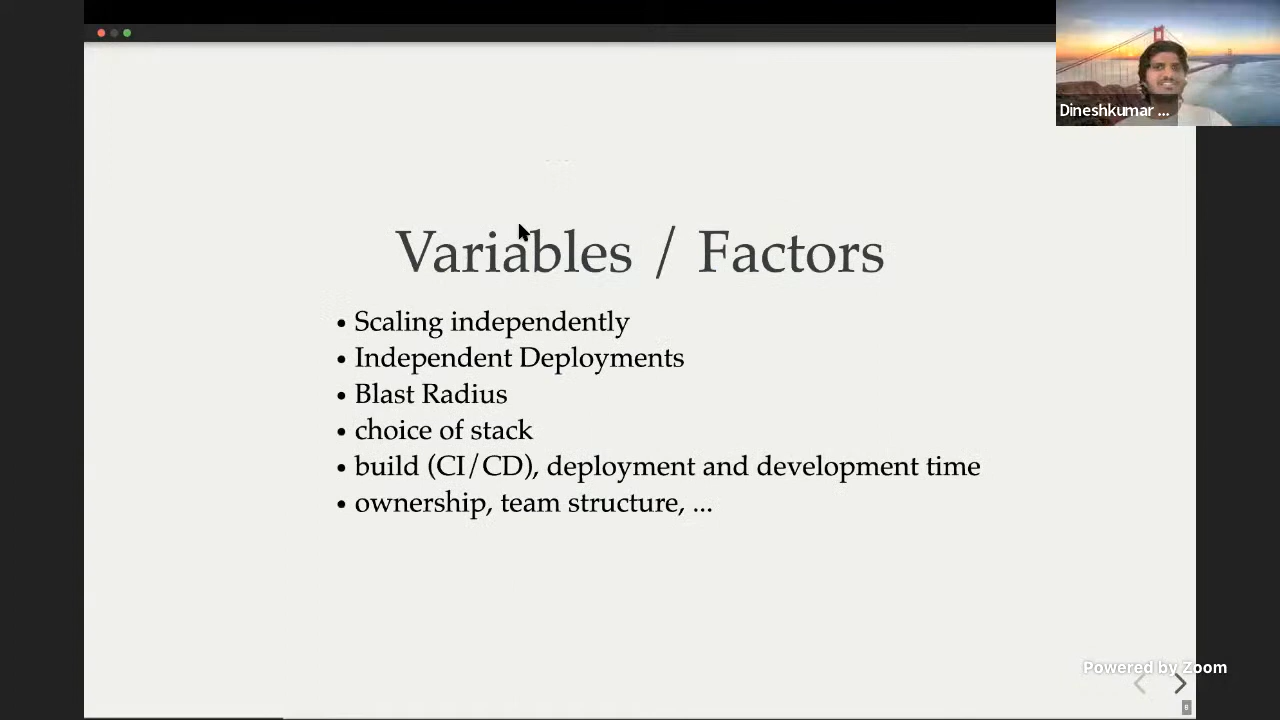 Dineshkumar ...
Variables / Factors
• Scaling independently
• Independent Deployments
• Blast Radius
• choice of stack
• build (CI/CD), deployment and development time
• ownership, team structure, ...
Powered by Zoom